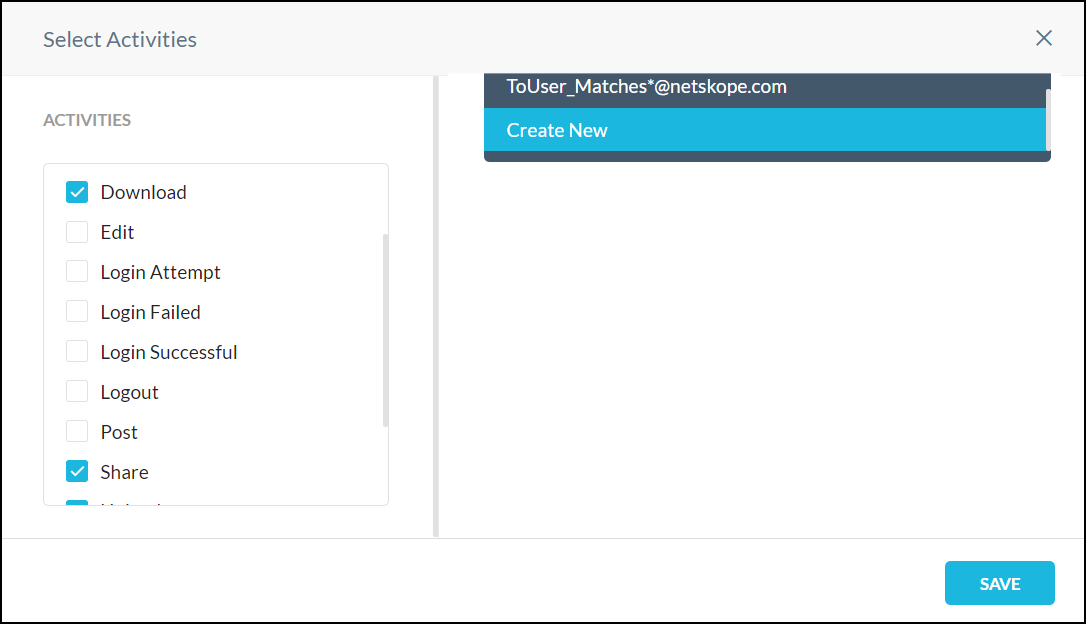 Select Activities
ACTIVITIES
Download
Edit
Login Attempt
Login Failed
Login Successful
Logout
Post
Share
ToUser_Matches*@netskope.com
Create New
SAVE